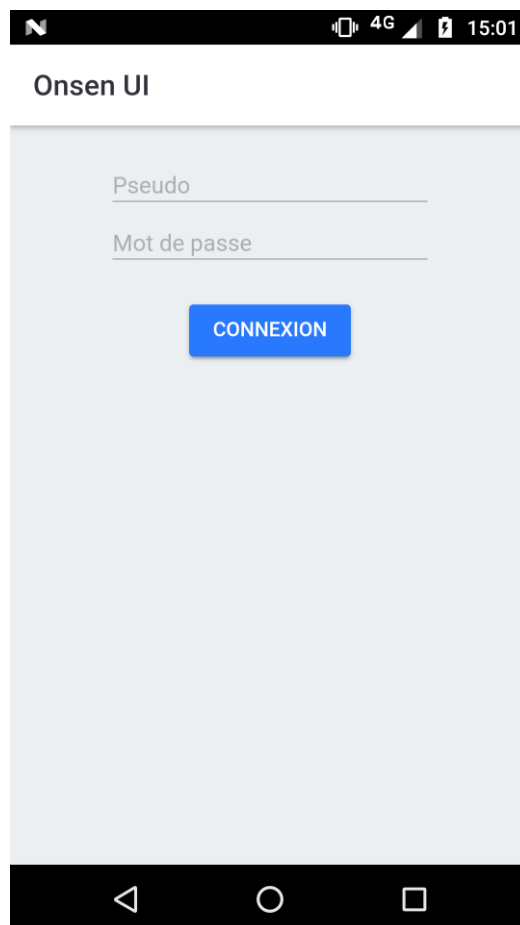 4G 15:01
Onsen UI
Pseudo
Mot de passe
CONNEXION